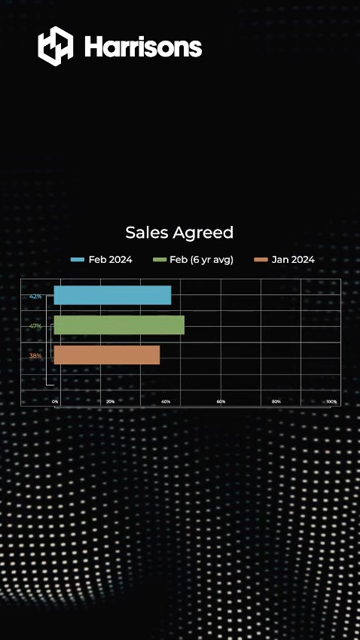 Harrisons
Sales Agreed
Feb 2024 Feb (6 yr avg) Jan 2024
42%
47%
38%
0% 20% 40% 60% 80% 100%